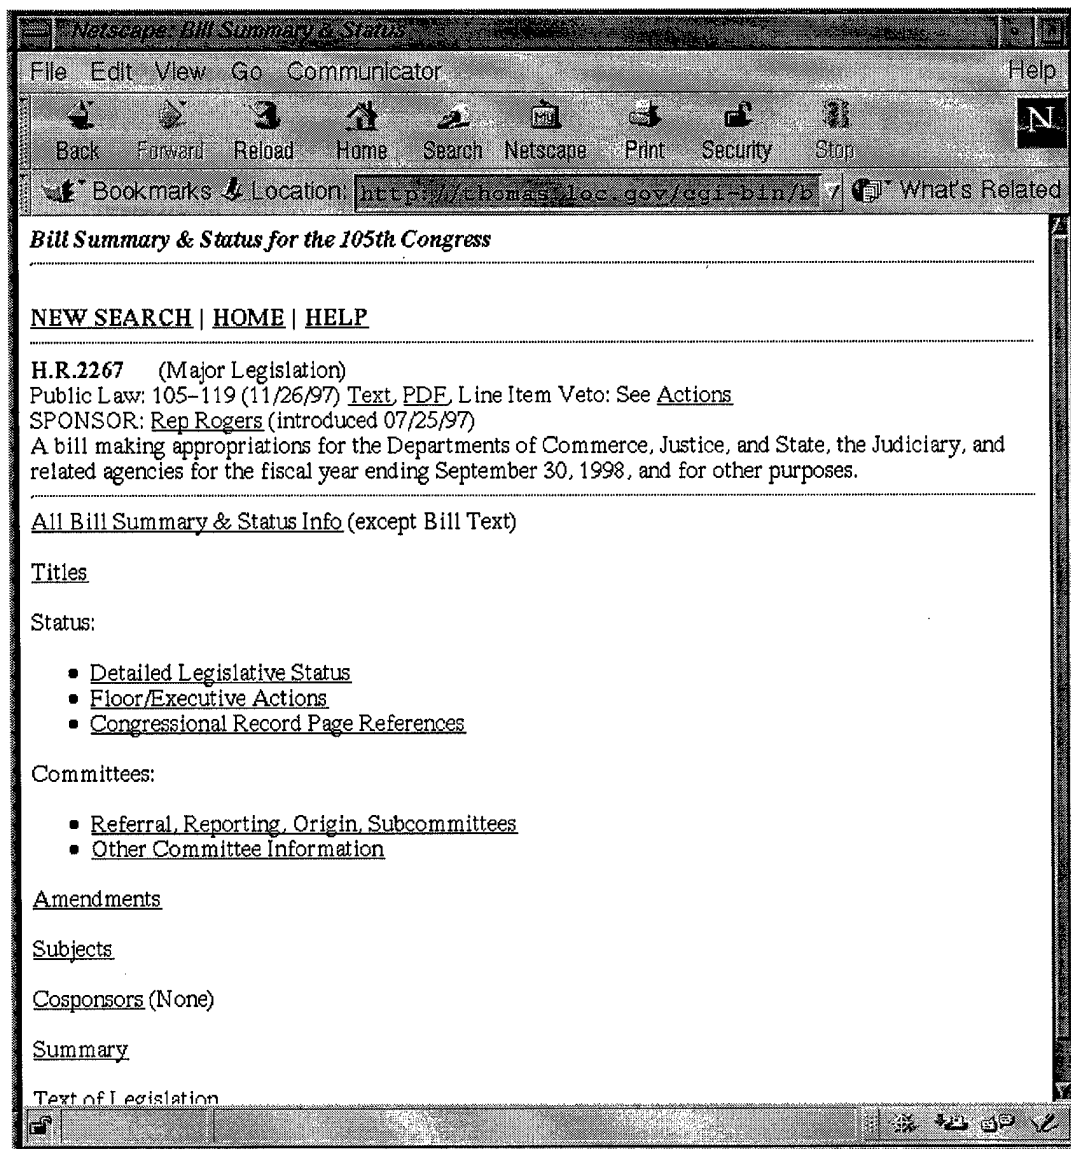 Netscape: Bill Summary & Status
File Edit View Go Communicator Help
Back Forward Reload Home Search Netscape Print Security Stop
My
N
Bookmarks Location: http://thomas.loc.gov/cgi-bin/b What's Related
Bill Summary & Status for the 105th Congress
NEW SEARCH | HOME | HELP
H.R.2267 (Major Legislation)
Public Law: 105-119 (11/26/97) Text, PDF, Line Item Veto: See Actions
SPONSOR: Rep Rogers (introduced 07/25/97)
A bill making appropriations for the Departments of Commerce, Justice, and State, the Judiciary, and
related agencies for the fiscal year ending September 30, 1998, and for other purposes.
All Bill Summary & Status Info (except Bill Text)
Titles
Status:
• Detailed Legislative Status
• Floor/Executive Actions
• Congressional Record Page References
Committees:
• Referral, Reporting, Origin, Subcommittees
• Other Committee Information
Amendments
Subjects
Cosponsors (None)
Summary
Text of Legislation